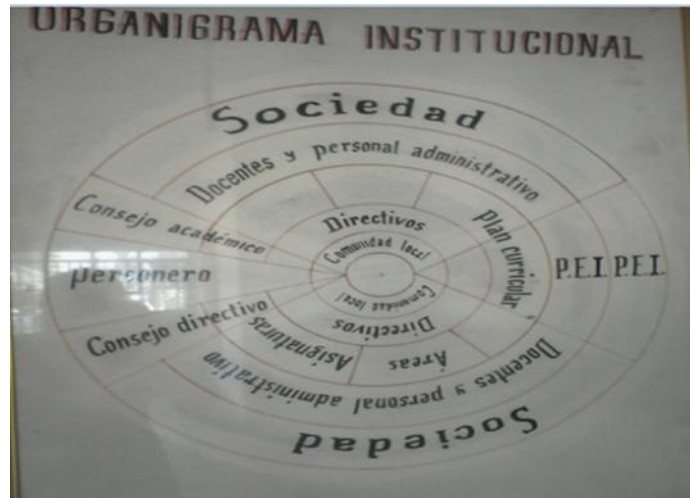 ORGANIGRAMA INSTITUCIONAL
Sociedad
Docentes y personal administrativo
Consejo académico
Directivos
Comunidad local
Plan curricular
personero
P.E.I. P.E.I.
Comunidad local
Directivos
Consejo directivo
Asignaturas
Áreas
Docentes y personal administrativo
Sociedad